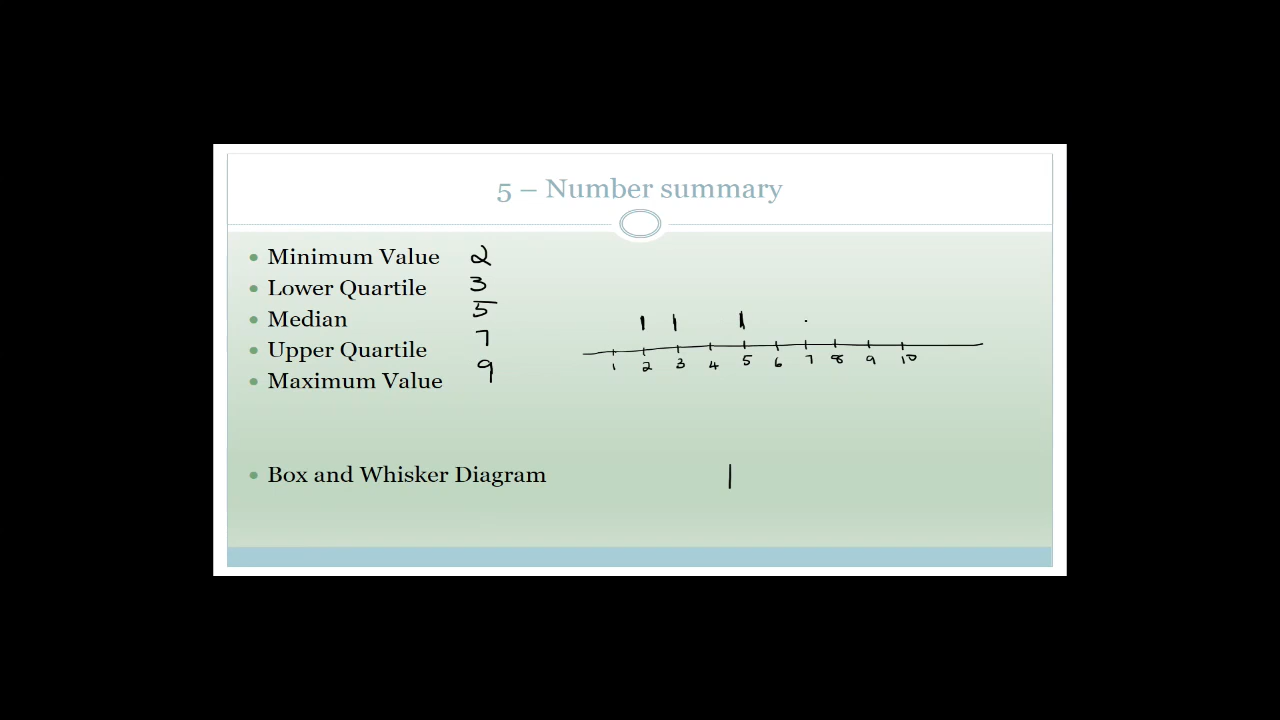 5 – Number summary
• Minimum Value 2
• Lower Quartile 3
• Median 5
• Upper Quartile 7
• Maximum Value 9
1 2 3 4 5 6 7 8 9 10
• Box and Whisker Diagram